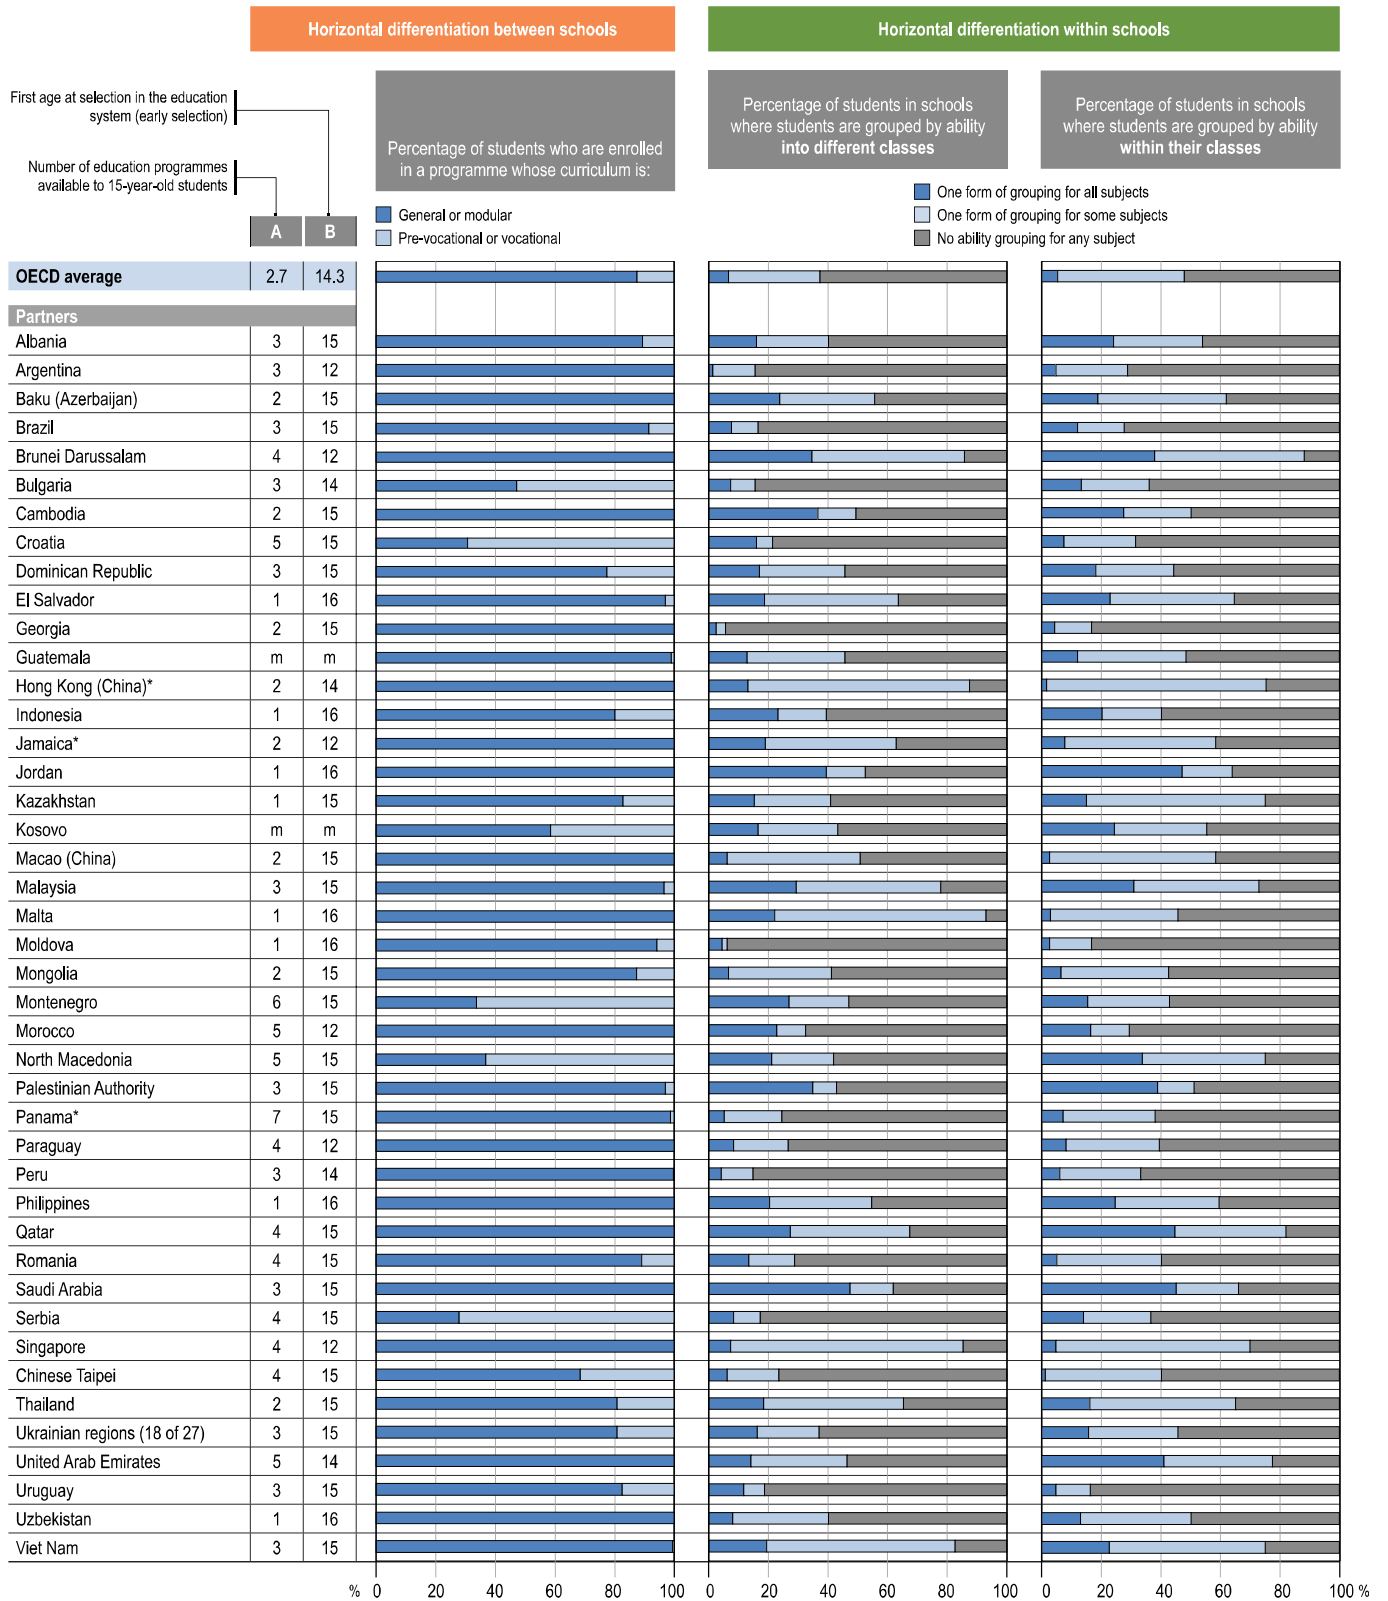 Horizontal differentiation between schools
Horizontal differentiation within schools
First age at selection in the education
system (early selection)
Number of education programmes
available to 15-year-old students
Percentage of students who are enrolled
in a programme whose curriculum is:
Percentage of students in schools
where students are grouped by ability
into different classes
Percentage of students in schools
where students are grouped by ability
within their classes
General or modular
Pre-vocational or vocational
One form of grouping for all subjects
One form of grouping for some subjects
No ability grouping for any subject
A B
OECD average 2.7 14.3
Partners
Albania 3 15
Argentina 3 12
Baku (Azerbaijan) 2 15
Brazil 3 15
Brunei Darussalam 4 12
Bulgaria 3 14
Cambodia 2 15
Croatia 5 15
Dominican Republic 3 15
El Salvador 1 16
Georgia 2 15
Guatemala m m
Hong Kong (China)* 2 14
Indonesia 1 16
Jamaica* 2 12
Jordan 1 16
Kazakhstan 1 15
Kosovo m m
Macao (China) 2 15
Malaysia 3 15
Malta 1 16
Moldova 1 16
Mongolia 2 15
Montenegro 6 15
Morocco 5 12
North Macedonia 5 15
Palestinian Authority 3 15
Panama* 7 15
Paraguay 4 12
Peru 3 14
Philippines 1 16
Qatar 4 15
Romania 4 15
Saudi Arabia 3 15
Serbia 4 15
Singapore 4 12
Chinese Taipei 4 15
Thailand 2 15
Ukrainian regions (18 of 27) 3 15
United Arab Emirates 5 14
Uruguay 3 15
Uzbekistan 1 16
Viet Nam 3 15
% 0 20 40 60 80 100 0 20 40 60 80 100 0 20 40 60 80 100 %